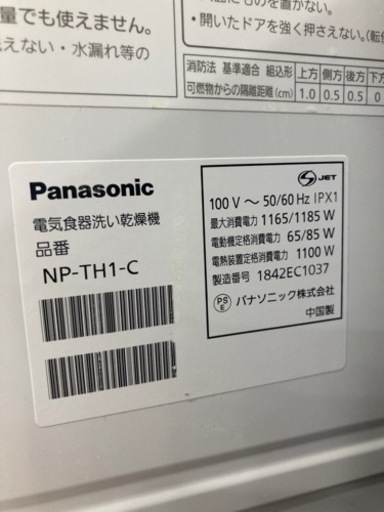 量でも使えません。
洗えない・水漏れ等の
・開いたドアを強く押さえない。(転倒
消防法 基準適合 組込形 上方 側方 後方 下方
可燃物からの離隔距離(cm) 1.0 0.5 0.5 0
Panasonic
電気食器洗い乾燥機
品番
NP-TH1-C
S JET
100 V ～ 50/60 Hz IPX1
最大消費電力 1165/1185 W
電動機定格消費電力 65/85 W
電熱装置定格消費電力 1100 W
製造番号 1842EC1037
PSE パナソニック株式会社
中国製